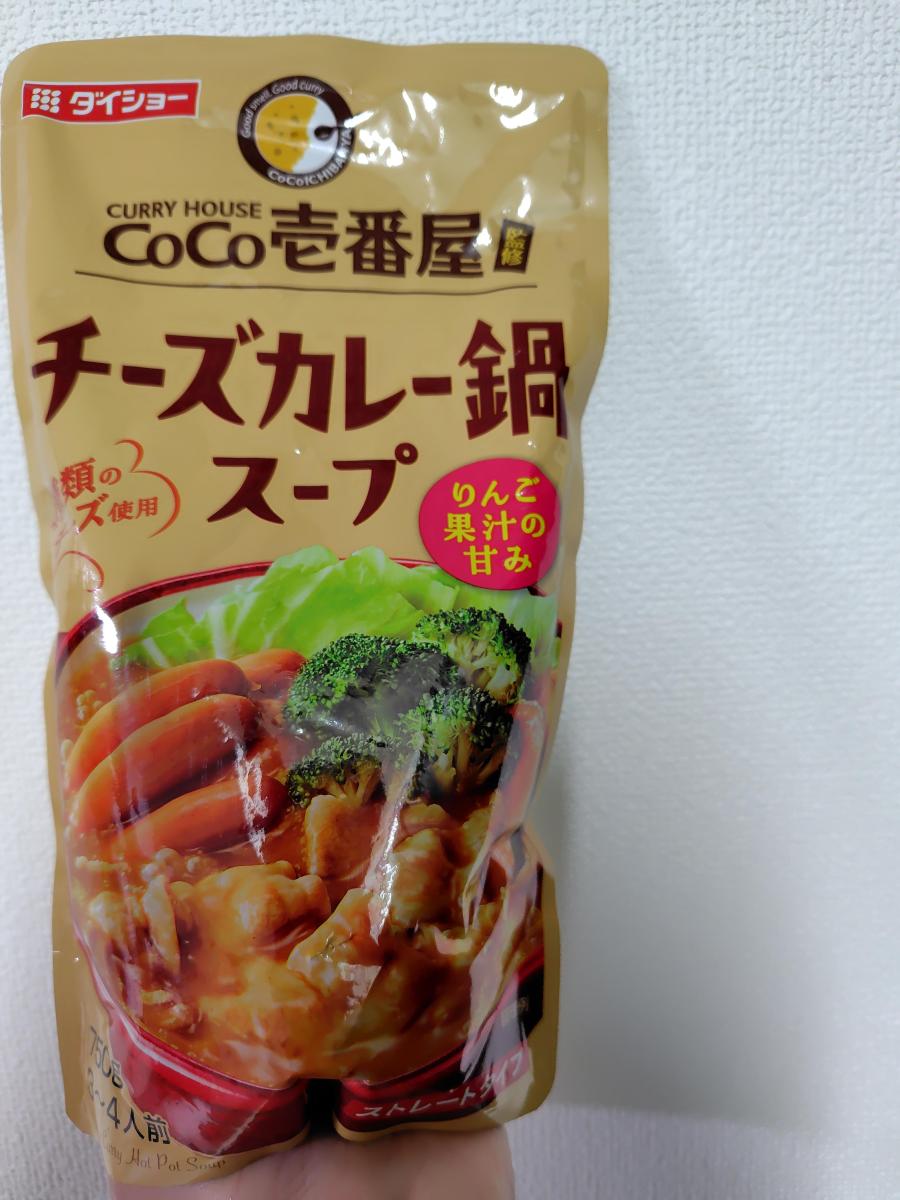 ダイショー
Good smell. Good curry
CoCoICHIBANYA
CURRY HOUSE
CoCo壱番屋
監修
チーズカレー鍋
スープ
類の
ズ使用
りんご
果汁の
甘み
750g
3〜4人前
ストレートタイプ
Hot Pot Soup